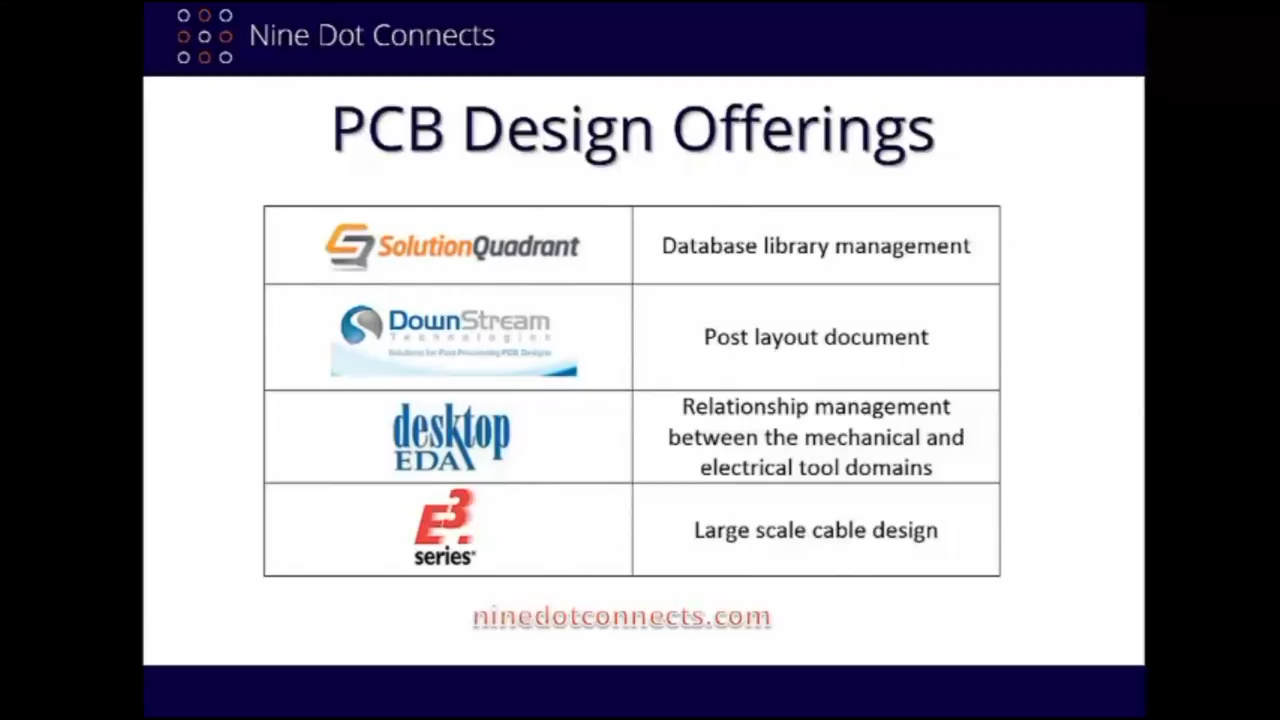 Nine Dot Connects
PCB Design Offerings
SolutionQuadrant
Database library management
DownStream
Technologies
Solutions for Post Processing PCB Designs
Post layout document
desktop
EDA
Relationship management
between the mechanical and
electrical tool domains
E3.
series®
Large scale cable design
ninedotconnects.com